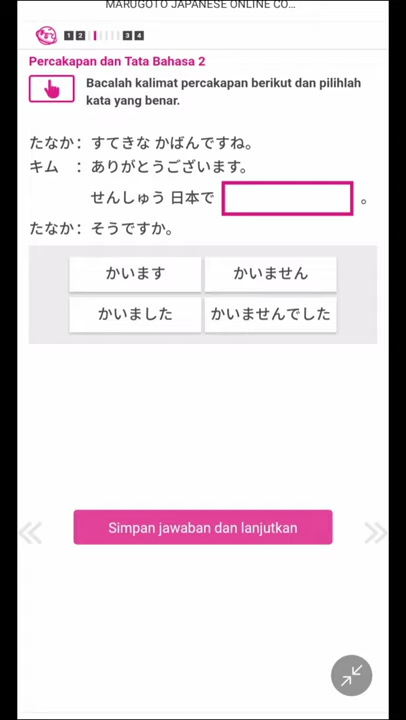 MARUGOTO JAPANESE ONLINE CO...
1 2 3 4
Percakapan dan Tata Bahasa 2
Bacalah kalimat percakapan berikut dan pilihlah
kata yang benar.
たなか：すてきな かばんですね。
キム　：ありがとうございます。
せんしゅう 日本で 。
たなか：そうですか。
かいます かいません
かいました かいませんでした
Simpan jawaban dan lanjutkan